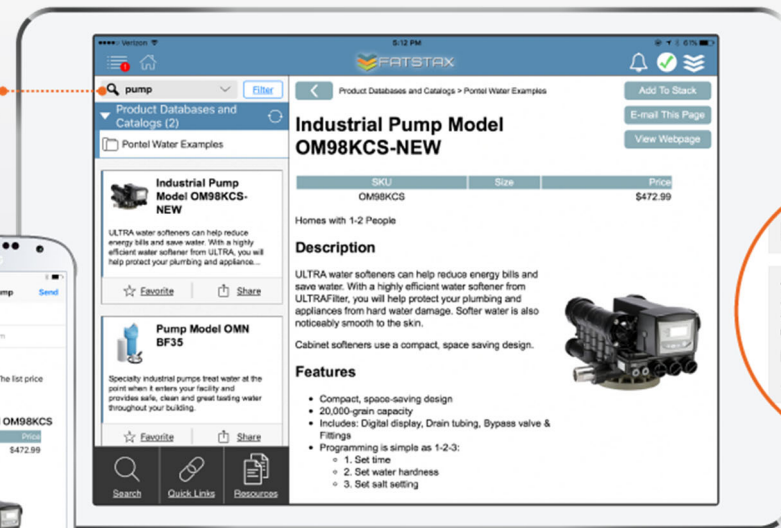 Verizon
5:12 PM
61%
1
FATSTAX
pump
Filter
Product Databases and
Catalogs (2)
Pontel Water Examples
Industrial Pump
Model OM98KCS-
NEW
ULTRA water softeners can help reduce
energy bills and save water. With a highly
efficient water softener from ULTRA, you will
help protect your plumbing and appliance...
Favorite
Share
Pump Model OMN
BF35
Specialty industrial pumps treat water at the
point when it enters your facility and
provides safe, clean and great tasting water
throughout your building.
Favorite
Share
Search
Quick Links
Resources
Product Databases and Catalogs > Pontel Water Examples
Add To Stack
E-mail This Page
View Webpage
Industrial Pump Model
OM98KCS-NEW
SKU Size Price
OM98KCS $472.99
Homes with 1-2 People
Description
ULTRA water softeners can help reduce energy bills and
save water. With a highly efficient water softener from
ULTRAFilter, you will help protect your plumbing and
appliances from hard water damage. Softer water is also
noticeably smooth to the skin.
Cabinet softeners use a compact, space saving design.
Features
• Compact, space-saving design
• 20,000-grain capacity
• Includes: Digital display, Drain tubing, Bypass valve &
Fittings
• Programming is simple as 1-2-3:
1. Set time
2. Set water hardness
3. Set salt setting
mp Send
he list price
OM98KCS
Price
$472.99